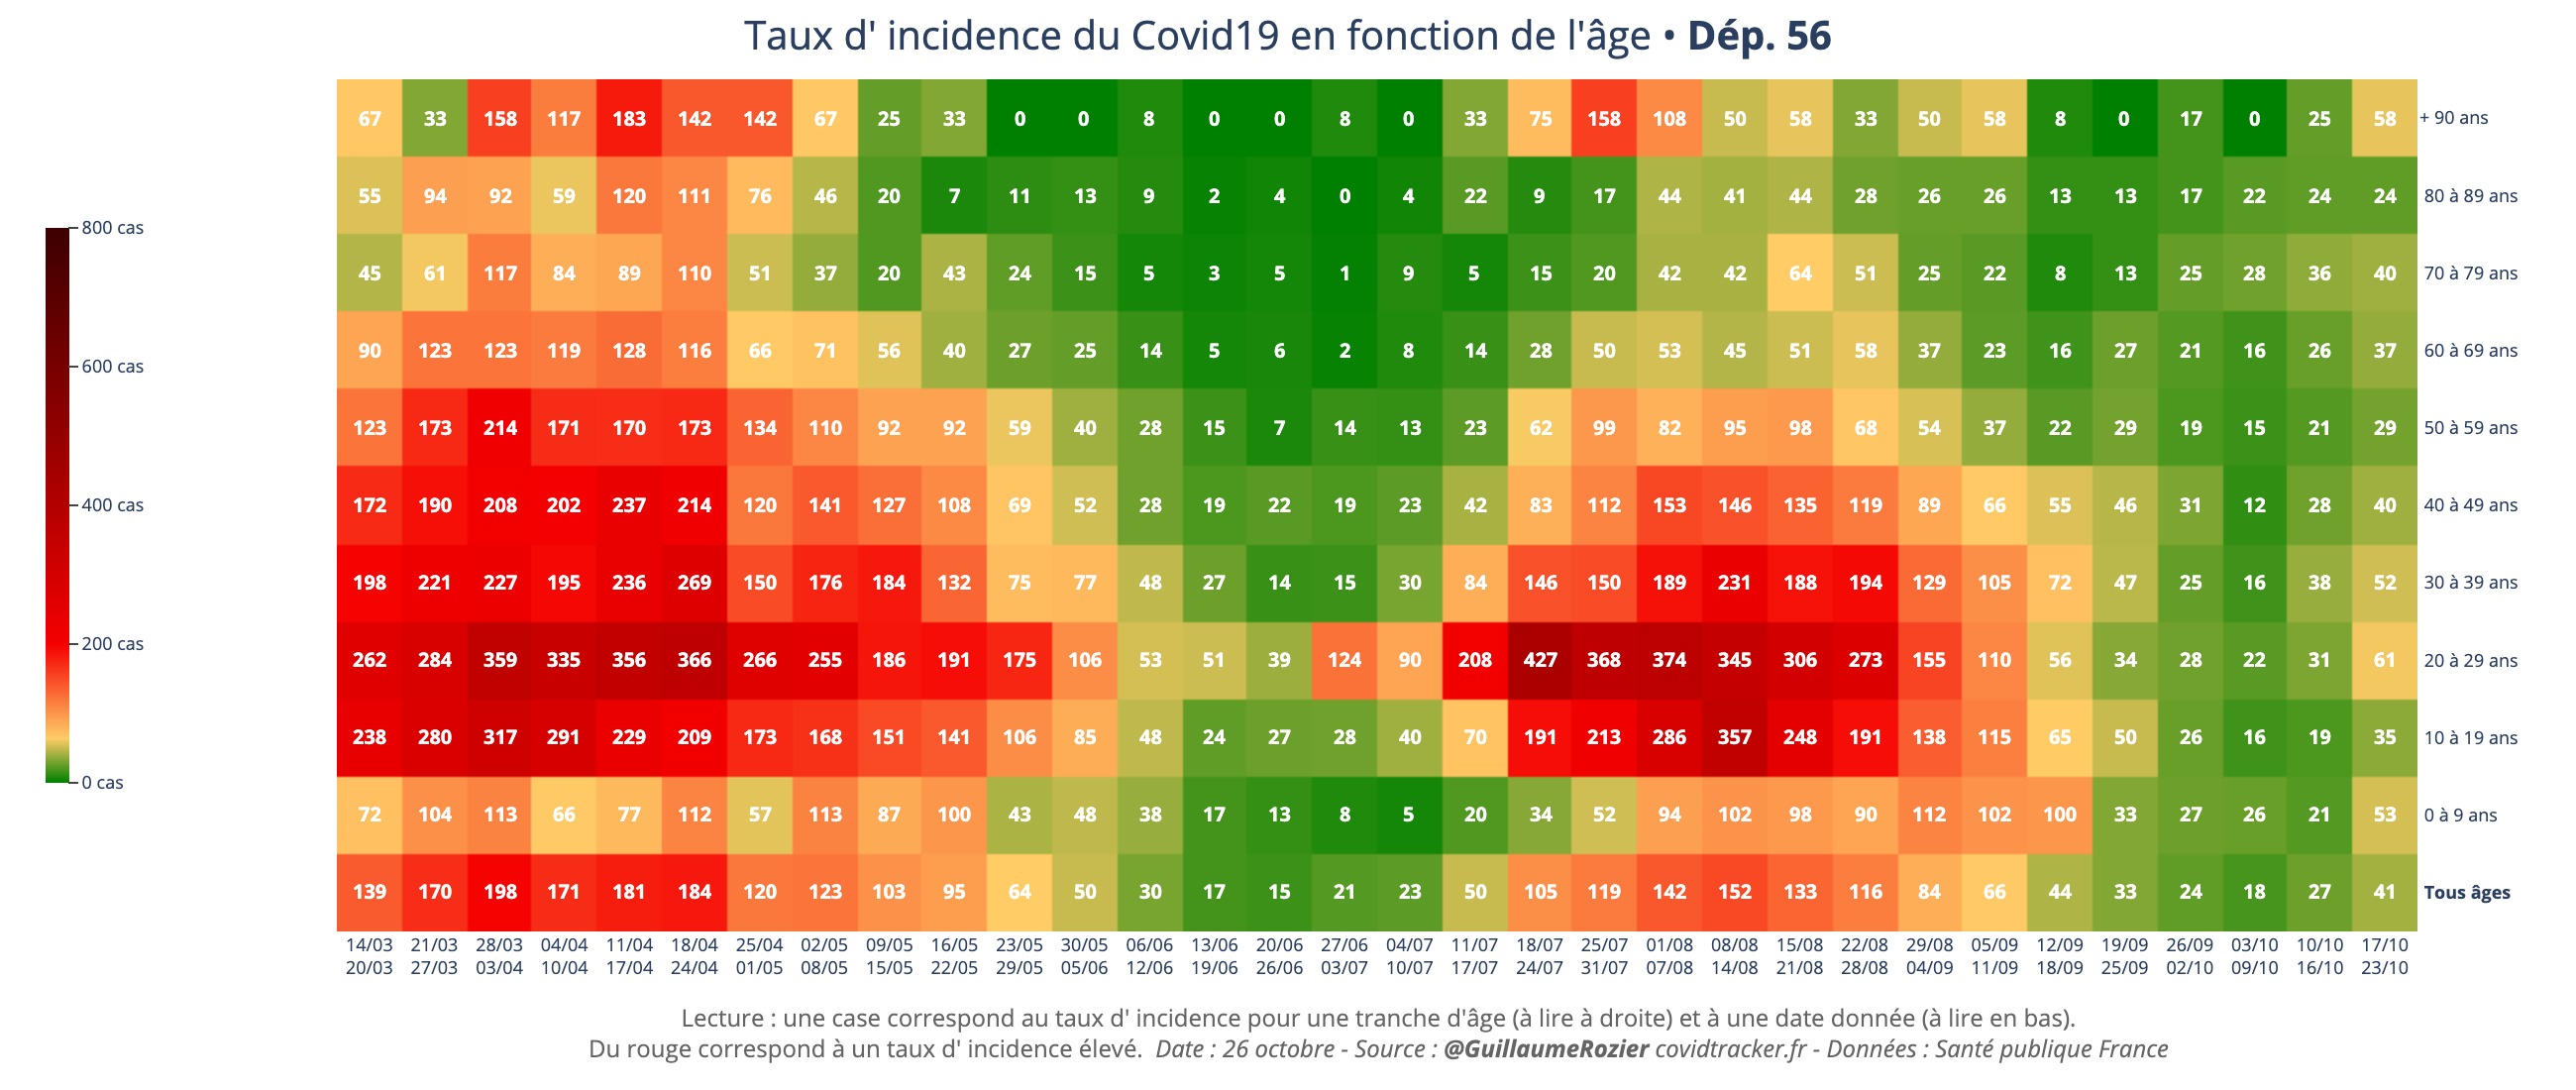 Taux d' incidence du Covid19 en fonction de l'âge • Dép. 56
800 cas
600 cas
400 cas
200 cas
0 cas
67 33 158 117 183 142 142 67 25 33 0 0 8 0 0 8 0 33 75 158 108 50 58 33 50 58 8 0 17 0 25 58 + 90 ans
55 94 92 59 120 111 76 46 20 7 11 13 9 2 4 0 4 22 9 17 44 41 44 28 26 26 13 13 17 22 24 24 80 à 89 ans
45 61 117 84 89 110 51 37 20 43 24 15 5 3 5 1 9 5 15 20 42 42 64 51 25 22 8 13 25 28 36 40 70 à 79 ans
90 123 123 119 128 116 66 71 56 40 27 25 14 5 6 2 8 14 28 50 53 45 51 58 37 23 16 27 21 16 26 37 60 à 69 ans
123 173 214 171 170 173 134 110 92 92 59 40 28 15 7 14 13 23 62 99 82 95 98 68 54 37 22 29 19 15 21 29 50 à 59 ans
172 190 208 202 237 214 120 141 127 108 69 52 28 19 22 19 23 42 83 112 153 146 135 119 89 66 55 46 31 12 28 40 40 à 49 ans
198 221 227 195 236 269 150 176 184 132 75 77 48 27 14 15 30 84 146 150 189 231 188 194 129 105 72 47 25 16 38 52 30 à 39 ans
262 284 359 335 356 366 266 255 186 191 175 106 53 51 39 124 90 208 427 368 374 345 306 273 155 110 56 34 28 22 31 61 20 à 29 ans
238 280 317 291 229 209 173 168 151 141 106 85 48 24 27 28 40 70 191 213 286 357 248 191 138 115 65 50 26 16 19 35 10 à 19 ans
72 104 113 66 77 112 57 113 87 100 43 48 38 17 13 8 5 20 34 52 94 102 98 90 112 102 100 33 27 26 21 53 0 à 9 ans
139 170 198 171 181 184 120 123 103 95 64 50 30 17 15 21 23 50 105 119 142 152 133 116 84 66 44 33 24 18 27 41 Tous âges
14/03 21/03 28/03 04/04 11/04 18/04 25/04 02/05 09/05 16/05 23/05 30/05 06/06 13/06 20/06 27/06 04/07 11/07 18/07 25/07 01/08 08/08 15/08 22/08 29/08 05/09 12/09 19/09 26/09 03/10 10/10 17/10
20/03 27/03 03/04 10/04 17/04 24/04 01/05 08/05 15/05 22/05 29/05 05/06 12/06 19/06 26/06 03/07 10/07 17/07 24/07 31/07 07/08 14/08 21/08 28/08 04/09 11/09 18/09 25/09 02/10 09/10 16/10 23/10
Lecture : une case correspond au taux d' incidence pour une tranche d'âge (à lire à droite) et à une date donnée (à lire en bas).
Du rouge correspond à un taux d' incidence élevé. Date : 26 octobre - Source : @GuillaumeRozier covidtracker.fr - Données : Santé publique France